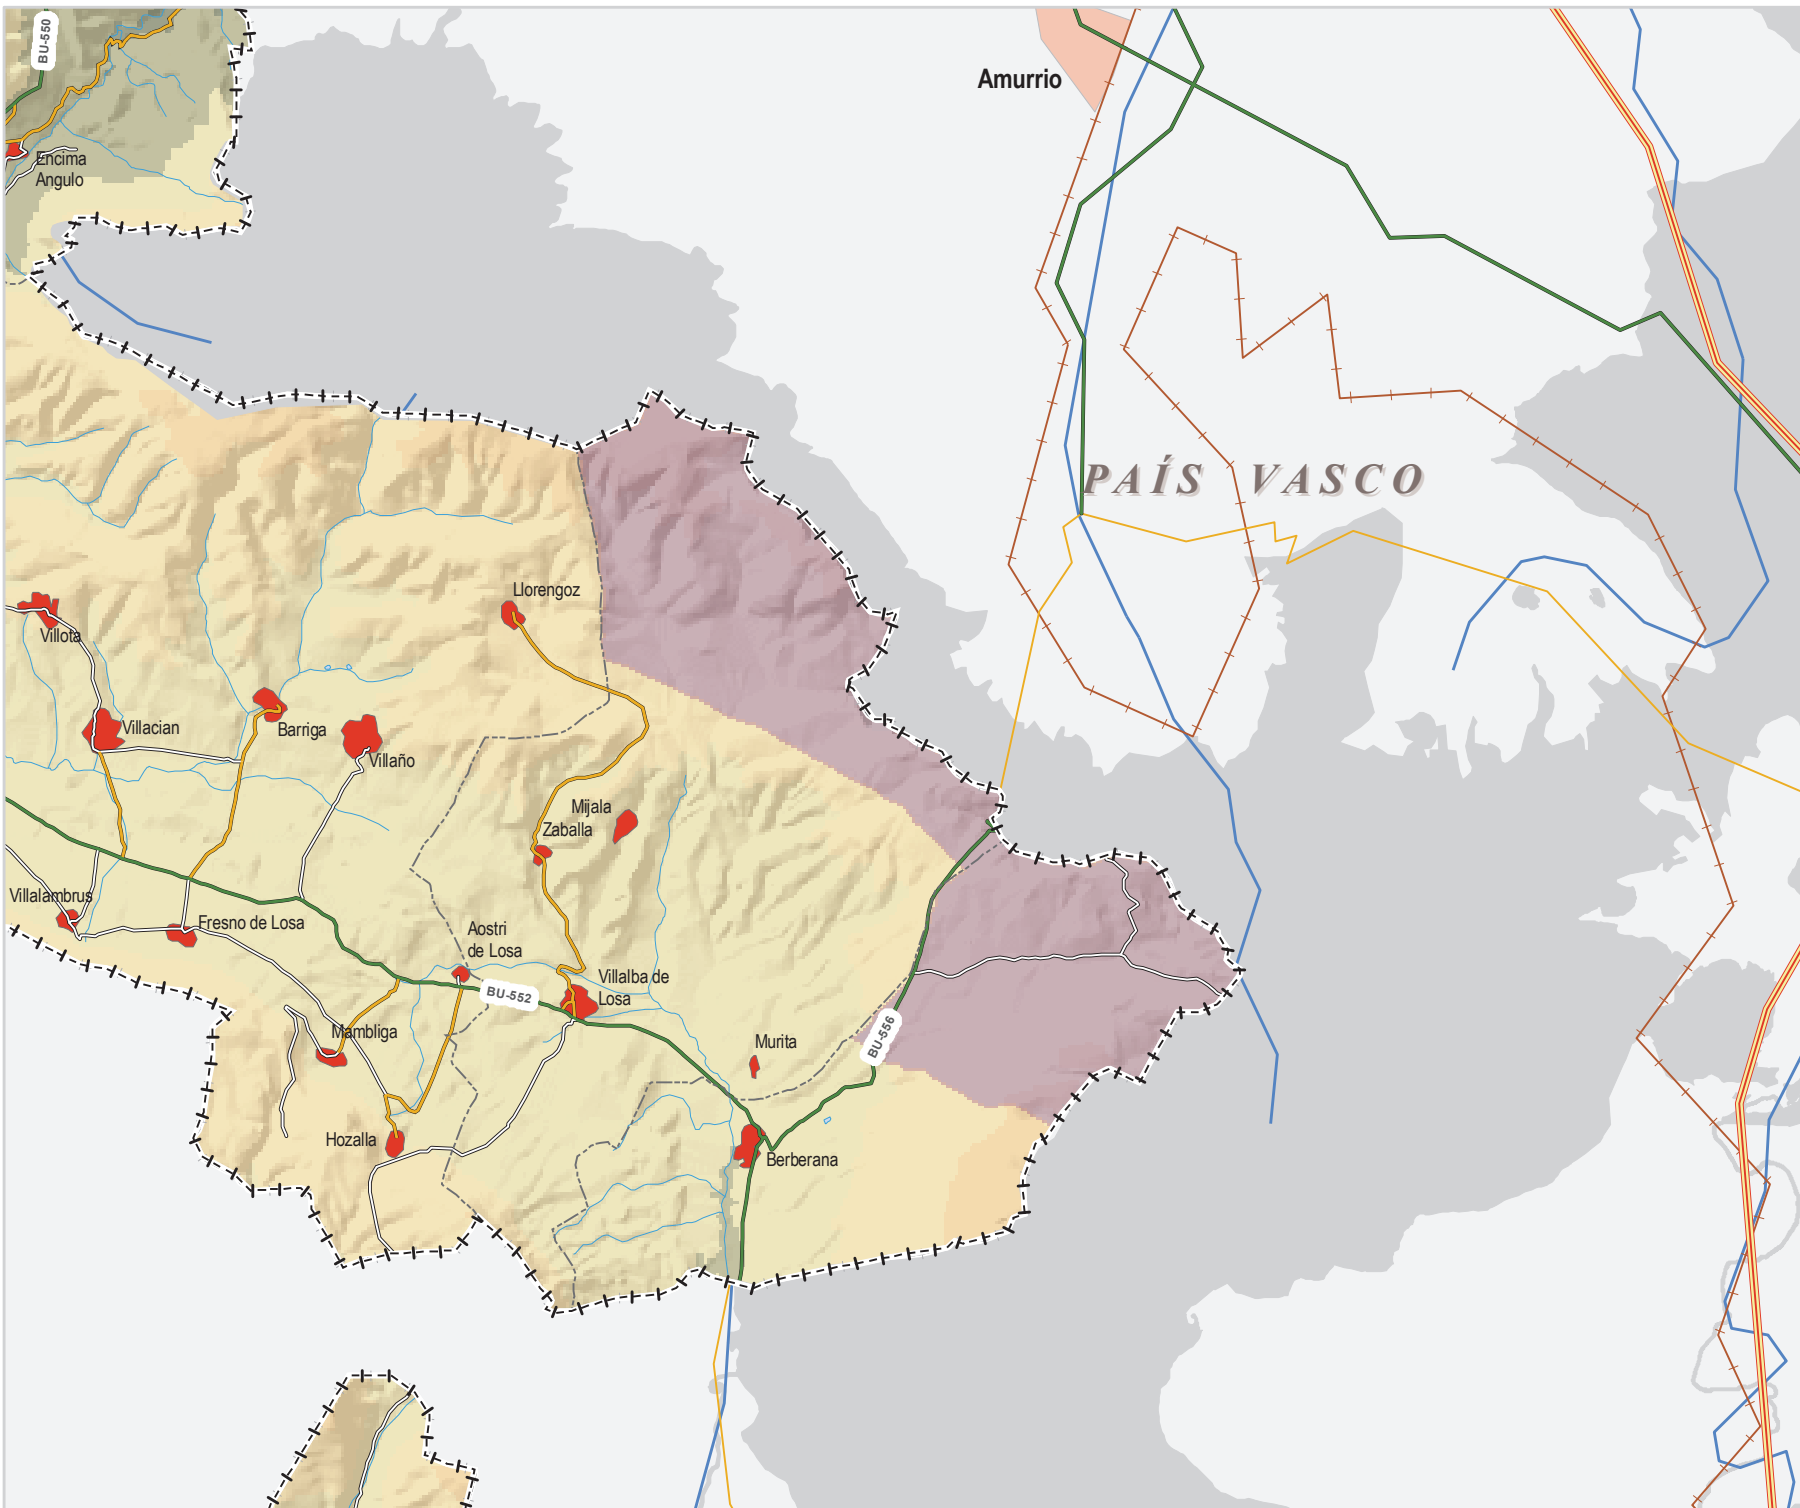 BU-550
Amurrio
Encima
Angulo
PAÍS VASCO
Llorengoz
Villota
Villacian
Barriga
Villaño
Mijala
Zaballa
Villalambrus
Fresno de Losa
Aostri
de Losa
Villalba de
Losa
BU-552
Mambliga
Murita
BU-556
Hozalla
Berberana